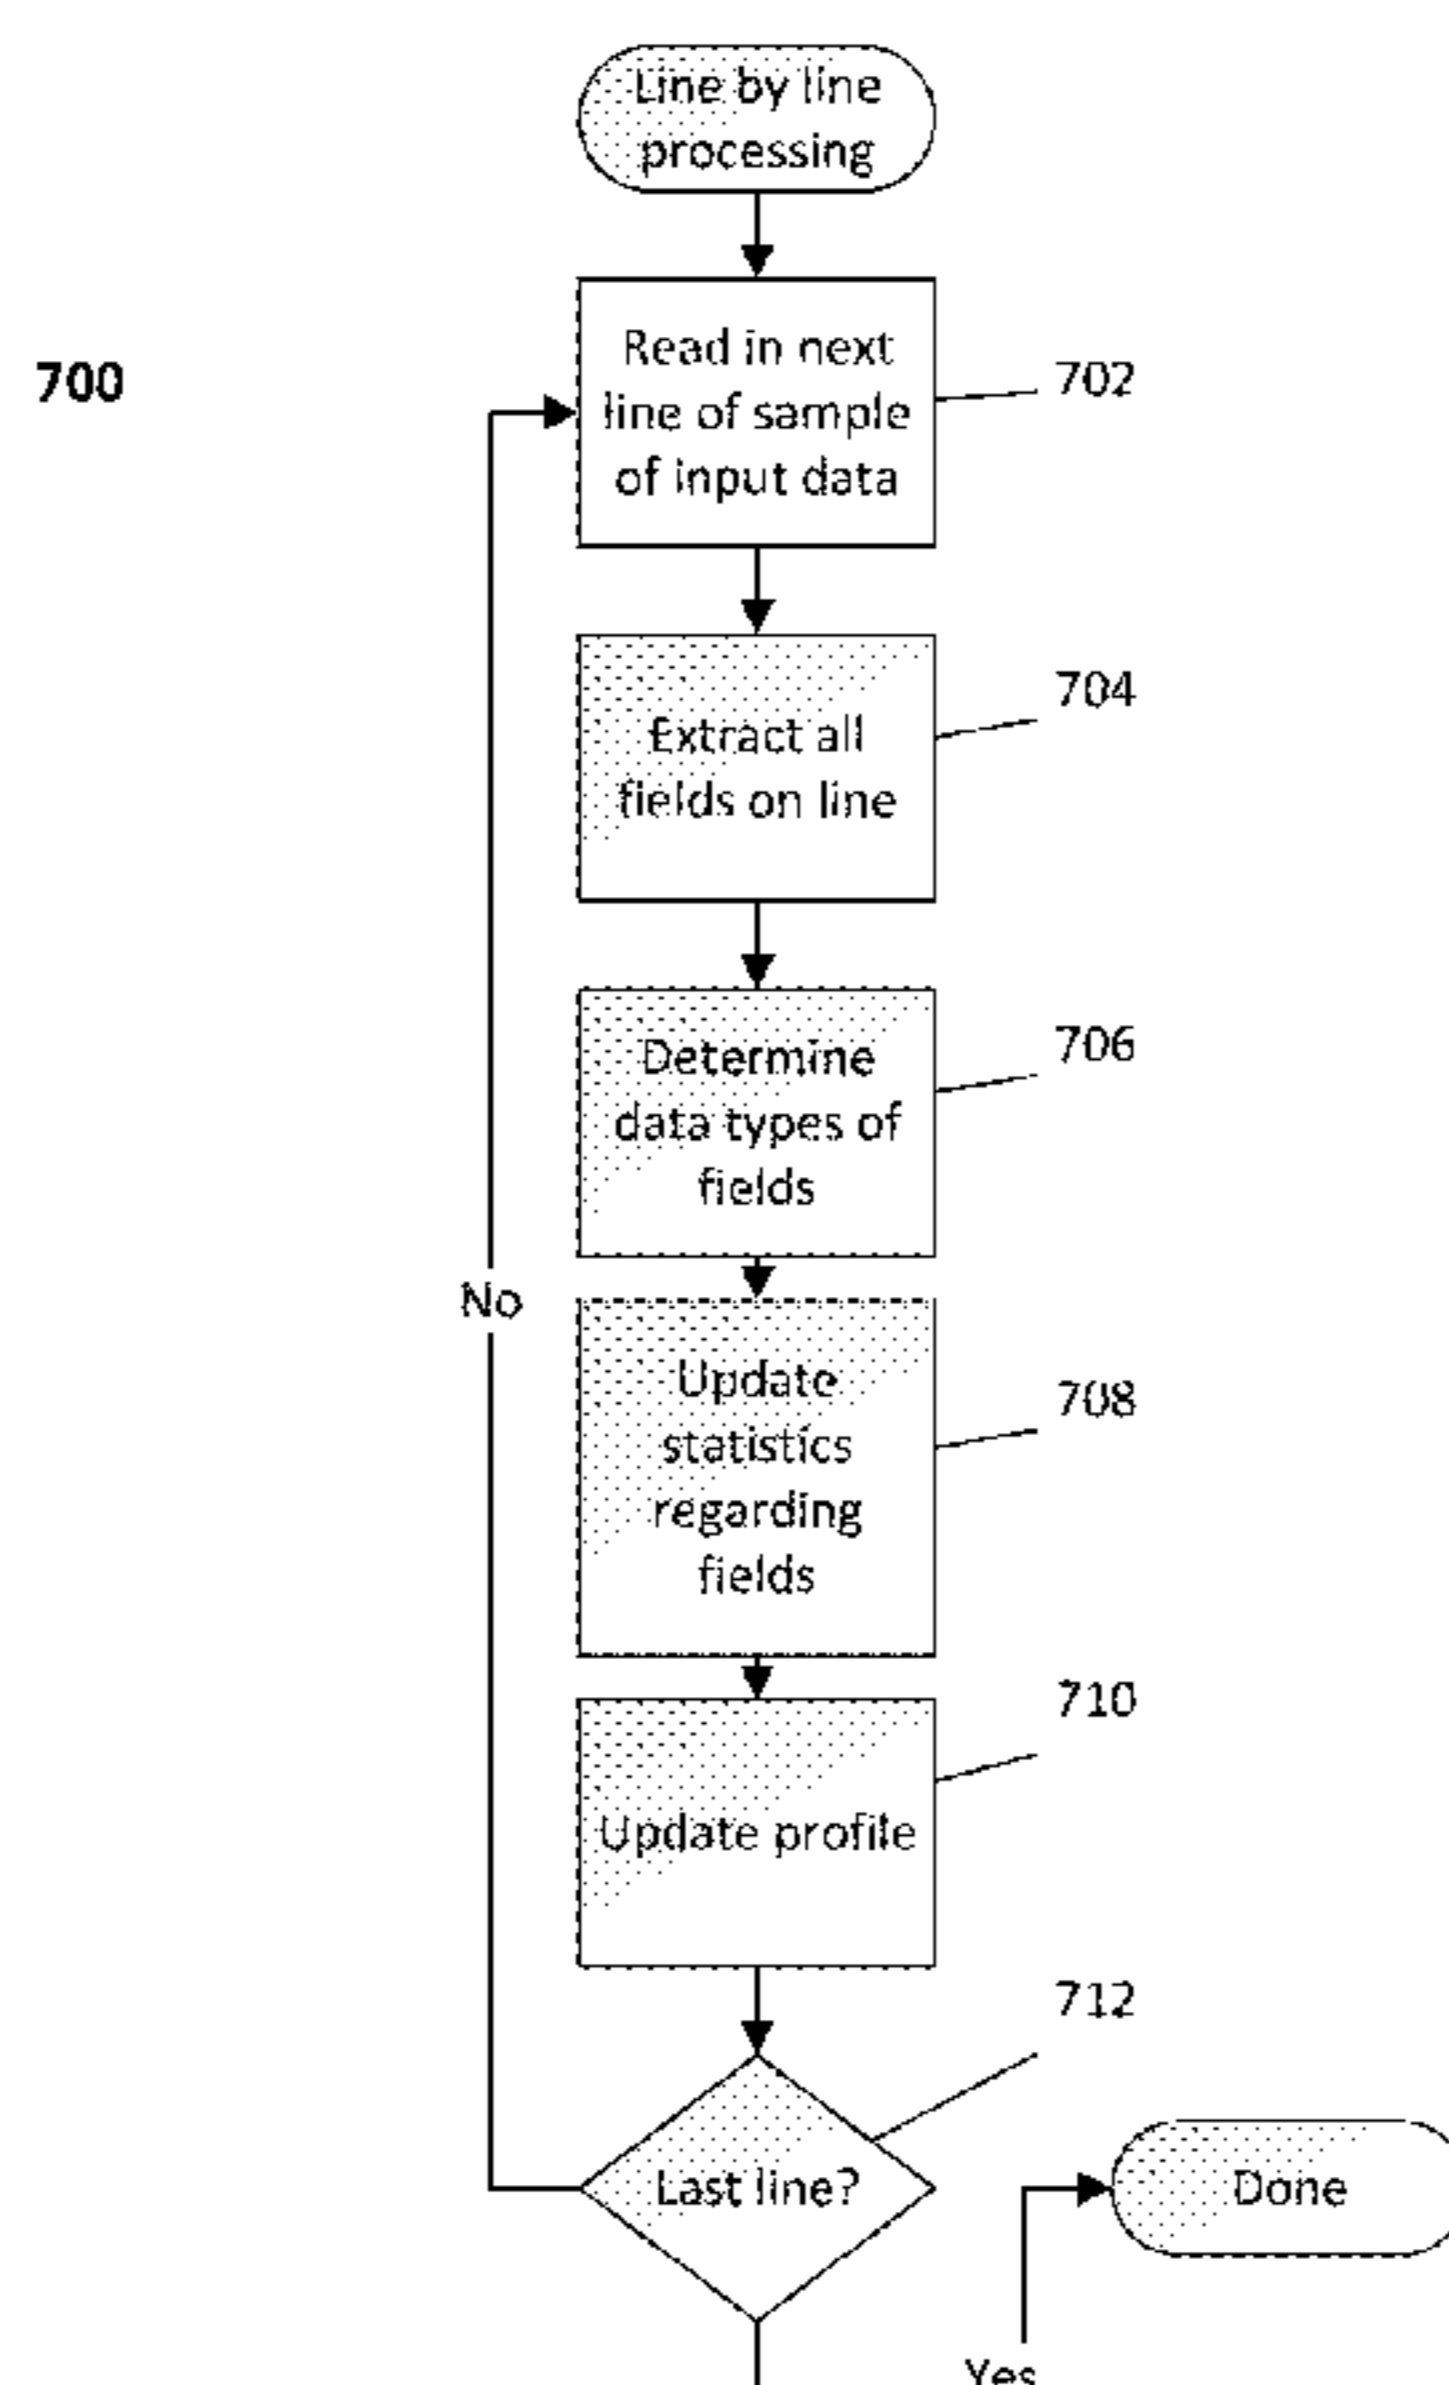 Line by line
processing
700
Read in next
line of sample
of input data
702
Extract all
fields on line
704
Determine
data types of
fields
706
No
Update
statistics
regarding
fields
708
Update profile
710
712
Last line?
Done
Yes